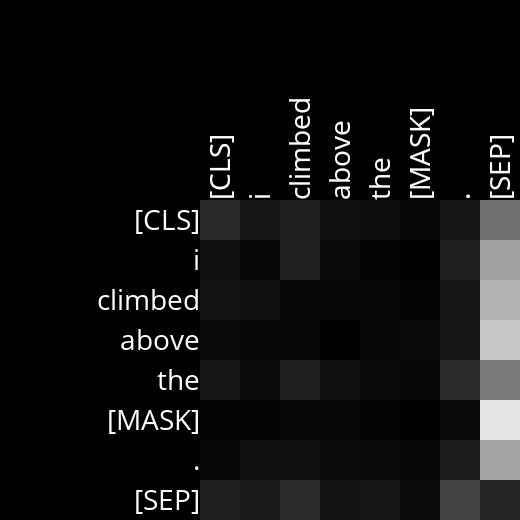 [CLS] i climbed above the [MASK] . [SEP]
[CLS]
i
climbed
above
the
[MASK]
.
[SEP]